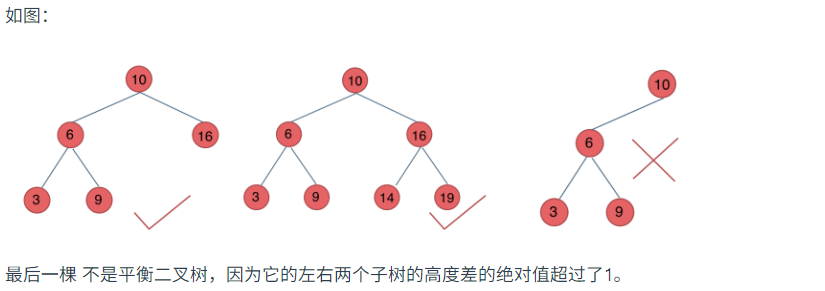 如图：
10 10 10
6 16 6 16 6
3 9 3 9 14 19 3 9
最后一棵 不是平衡二叉树，因为它的左右两个子树的高度差的绝对值超过了1。